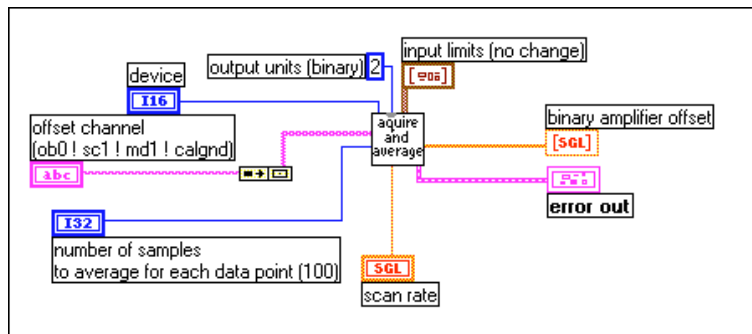 input limits (no change)
output units (binary) 2
device
I16
offset channel
(ob0 ! sc1 ! md1 ! calgnd)
abc
aquire
and
average
binary amplifier offset
[SGL]
error out
I32
number of samples
to average for each data point (100)
SGL
scan rate